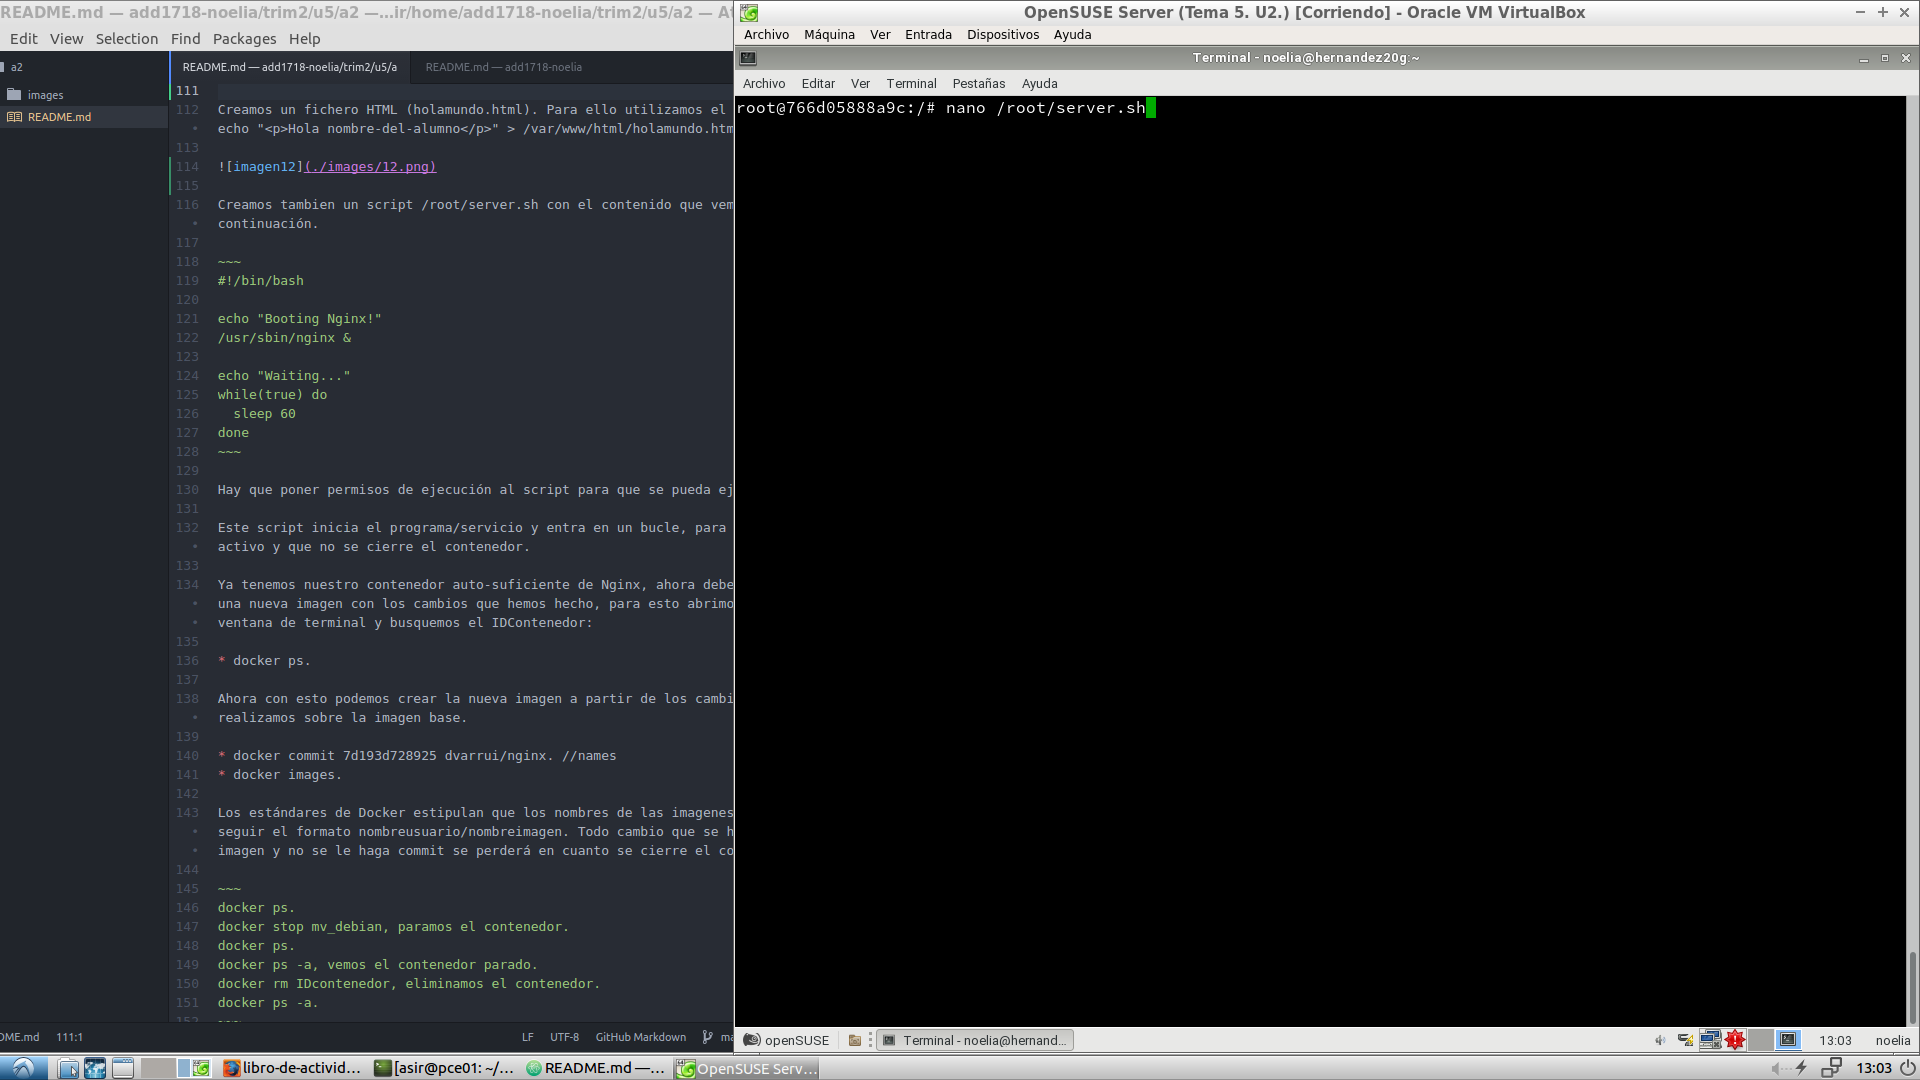 README.md — add1718-noelia/trim2/u5/a2 —...ir/home/add1718-noelia/trim2/u5/a2 — At
Edit View Selection Find Packages Help
a2
images
README.md
README.md — add1718-noelia/trim2/u5/a
README.md — add1718-noelia
111
112 Creamos un fichero HTML (holamundo.html). Para ello utilizamos el
echo "<p>Hola nombre-del-alumno</p>" > /var/www/html/holamundo.htm
113
114 ![imagen12](./images/12.png)
115
116 Creamos tambien un script /root/server.sh con el contenido que vem
continuación.
117
118 ~~~
119 #!/bin/bash
120
121 echo "Booting Nginx!"
122 /usr/sbin/nginx &
123
124 echo "Waiting..."
125 while(true) do
126   sleep 60
127 done
128 ~~~
129
130 Hay que poner permisos de ejecución al script para que se pueda ej
131
132 Este script inicia el programa/servicio y entra en un bucle, para
activo y que no se cierre el contenedor.
133
134 Ya tenemos nuestro contenedor auto-suficiente de Nginx, ahora debe
una nueva imagen con los cambios que hemos hecho, para esto abrimo
ventana de terminal y busquemos el IDContenedor:
135
136 * docker ps.
137
138 Ahora con esto podemos crear la nueva imagen a partir de los cambi
realizamos sobre la imagen base.
139
140 * docker commit 7d193d728925 dvarrui/nginx. //names
141 * docker images.
142
143 Los estándares de Docker estipulan que los nombres de las imagenes
seguir el formato nombreusuario/nombreimagen. Todo cambio que se h
imagen y no se le haga commit se perderá en cuanto se cierre el co
144
145 ~~~
146 docker ps.
147 docker stop mv_debian, paramos el contenedor.
148 docker ps.
149 docker ps -a, vemos el contenedor parado.
150 docker rm IDcontenedor, eliminamos el contenedor.
151 docker ps -a.
DME.md 111:1 LF UTF-8 GitHub Markdown ma
OpenSUSE Server (Tema 5. U2.) [Corriendo] - Oracle VM VirtualBox
Archivo Máquina Ver Entrada Dispositivos Ayuda
Terminal - noelia@hernandez20g:~
Archivo Editar Ver Terminal Pestañas Ayuda
root@766d05888a9c:/# nano /root/server.sh
openSUSE Terminal - noelia@hernand... 13:03 noelia
libro-de-activid... [asir@pce01: ~/... README.md —... OpenSUSE Serv... 13:03